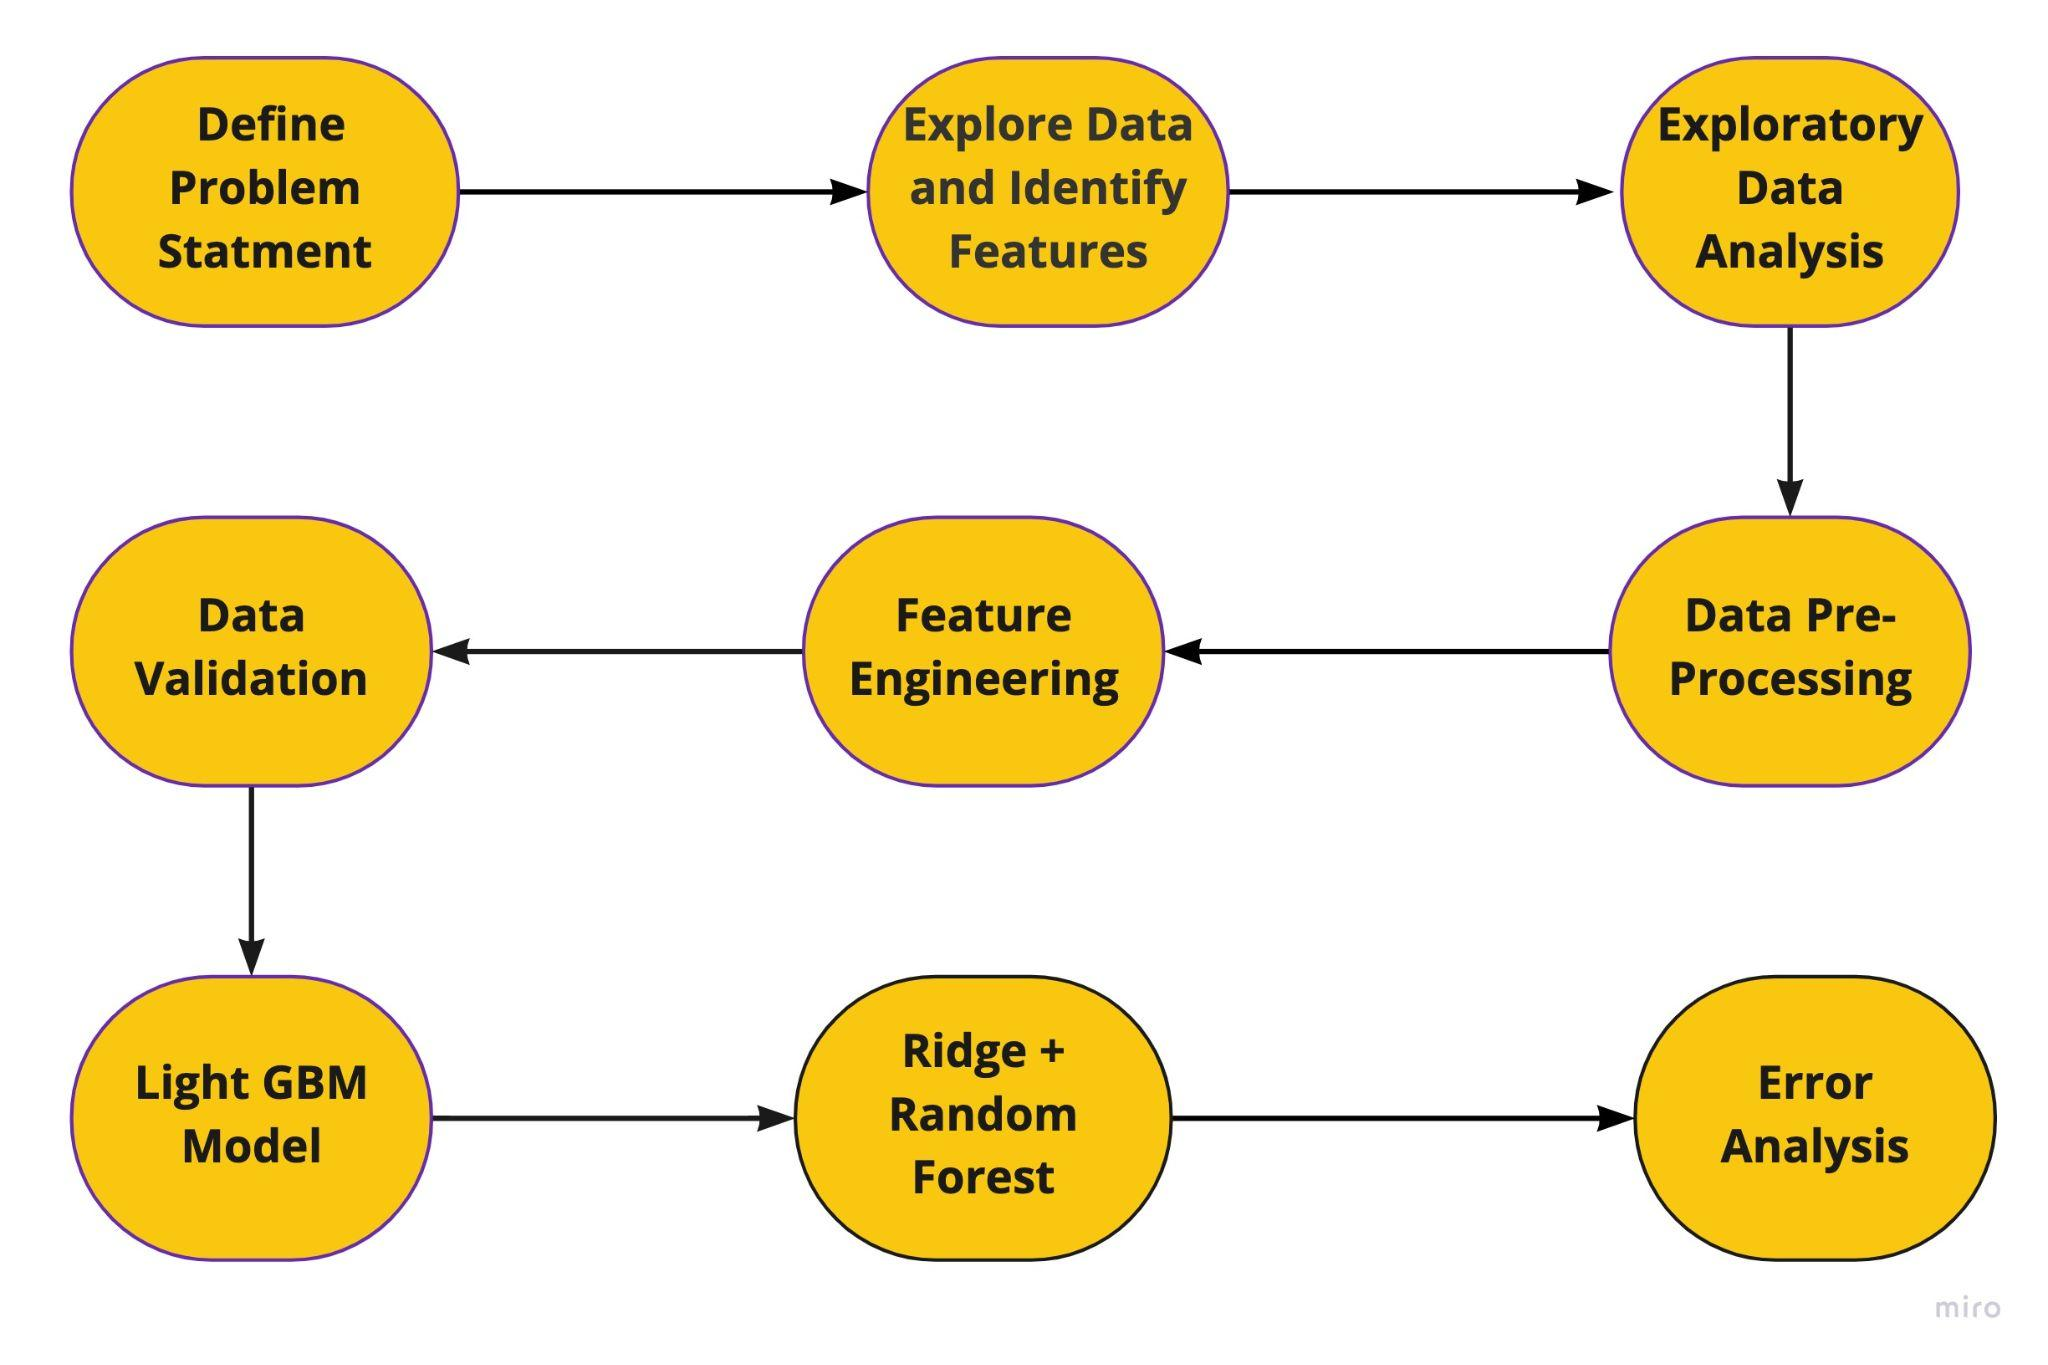 Define
Problem
Statment
Explore Data
and Identify
Features
Exploratory
Data
Analysis
Data Pre-
Processing
Feature
Engineering
Data
Validation
Light GBM
Model
Ridge +
Random
Forest
Error
Analysis
miro